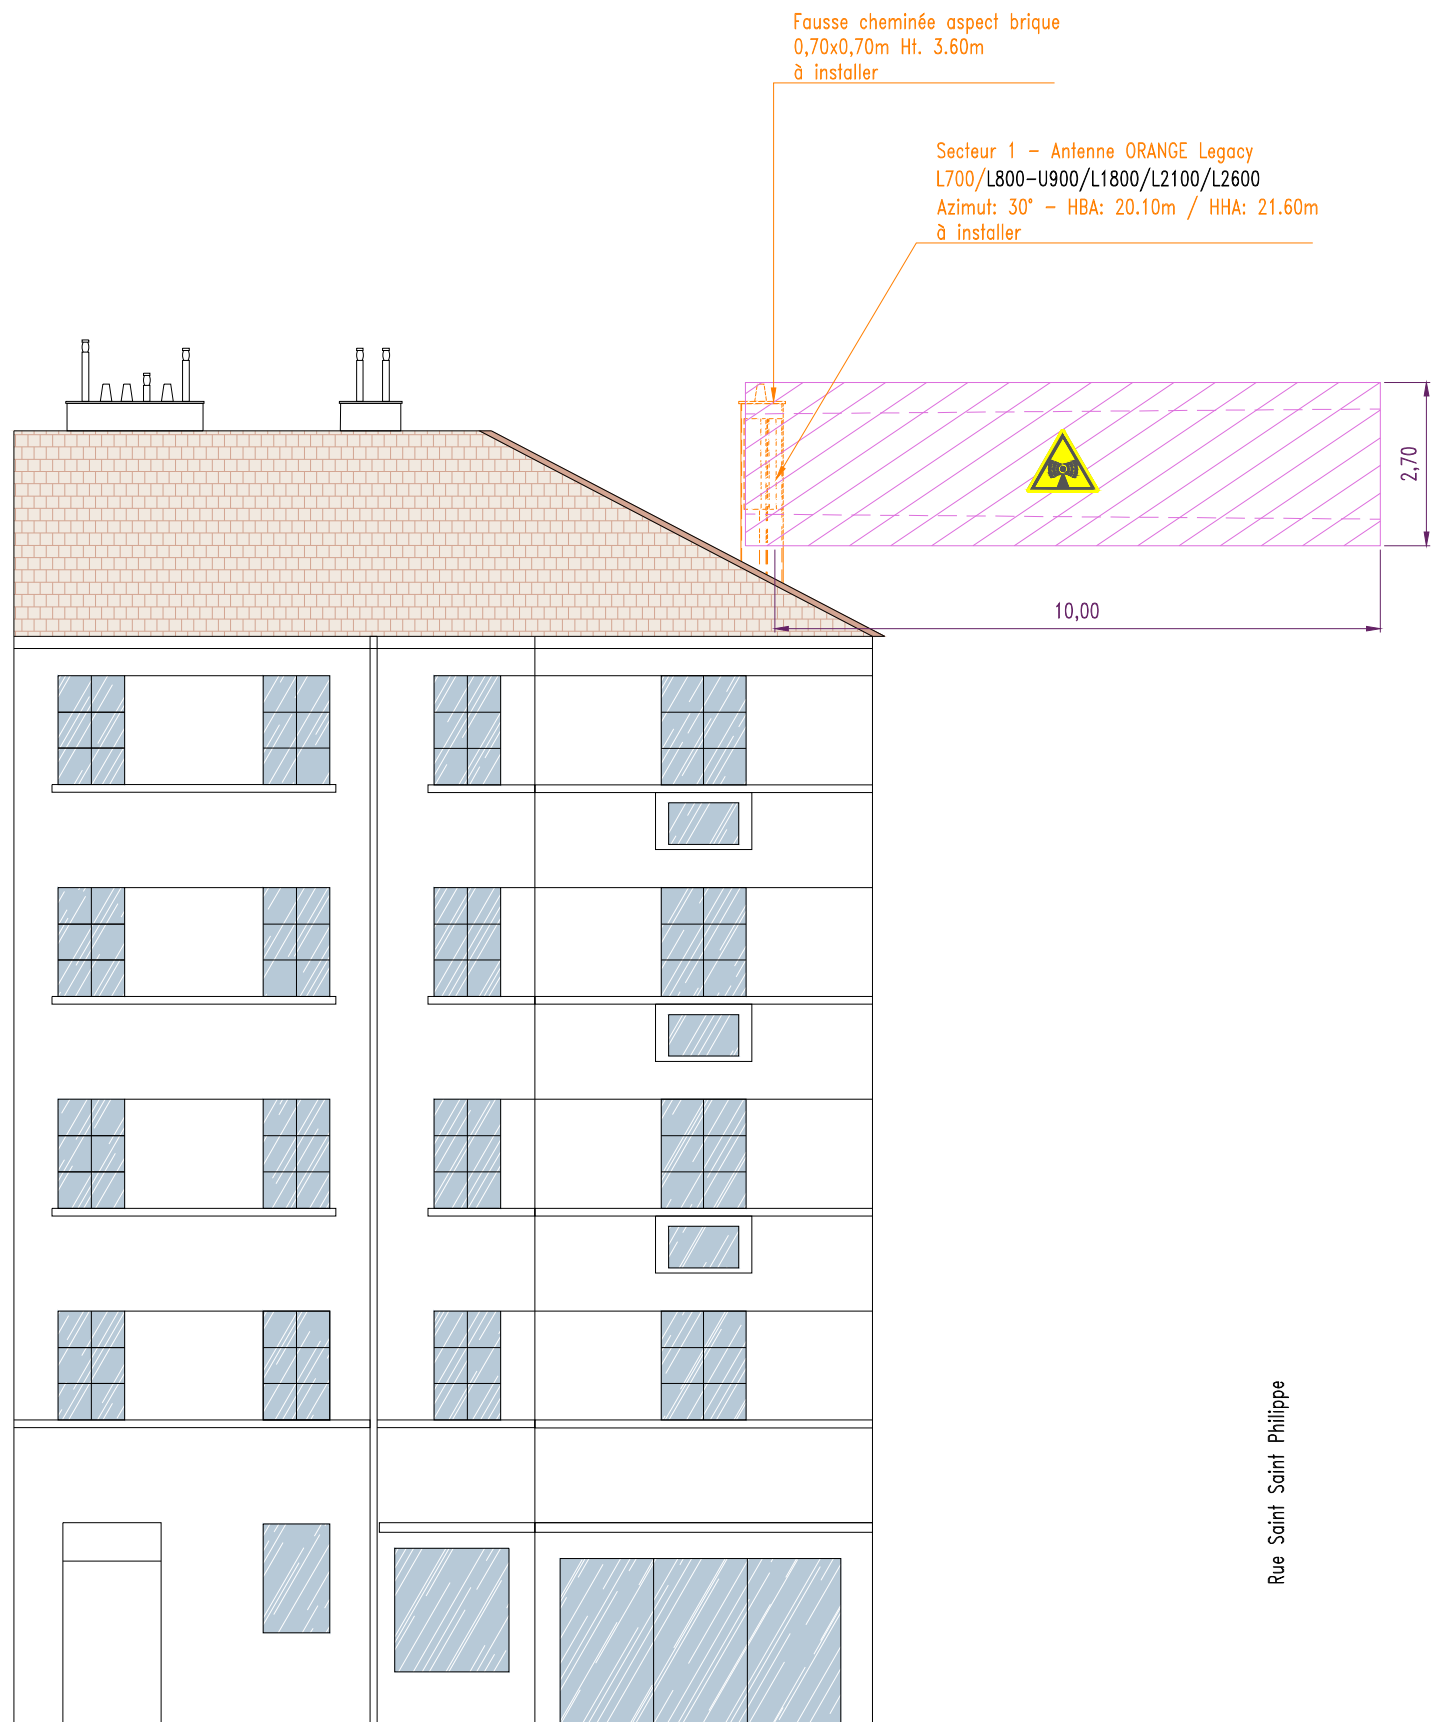 Fausse cheminée aspect brique
0,70x0,70m Ht. 3.60m
à installer
Secteur 1 - Antenne ORANGE Legacy
L700/L800-U900/L1800/L2100/L2600
Azimut: 30° - HBA: 20.10m / HHA: 21.60m
à installer
2,70
10,00
Rue Saint Saint Philippe